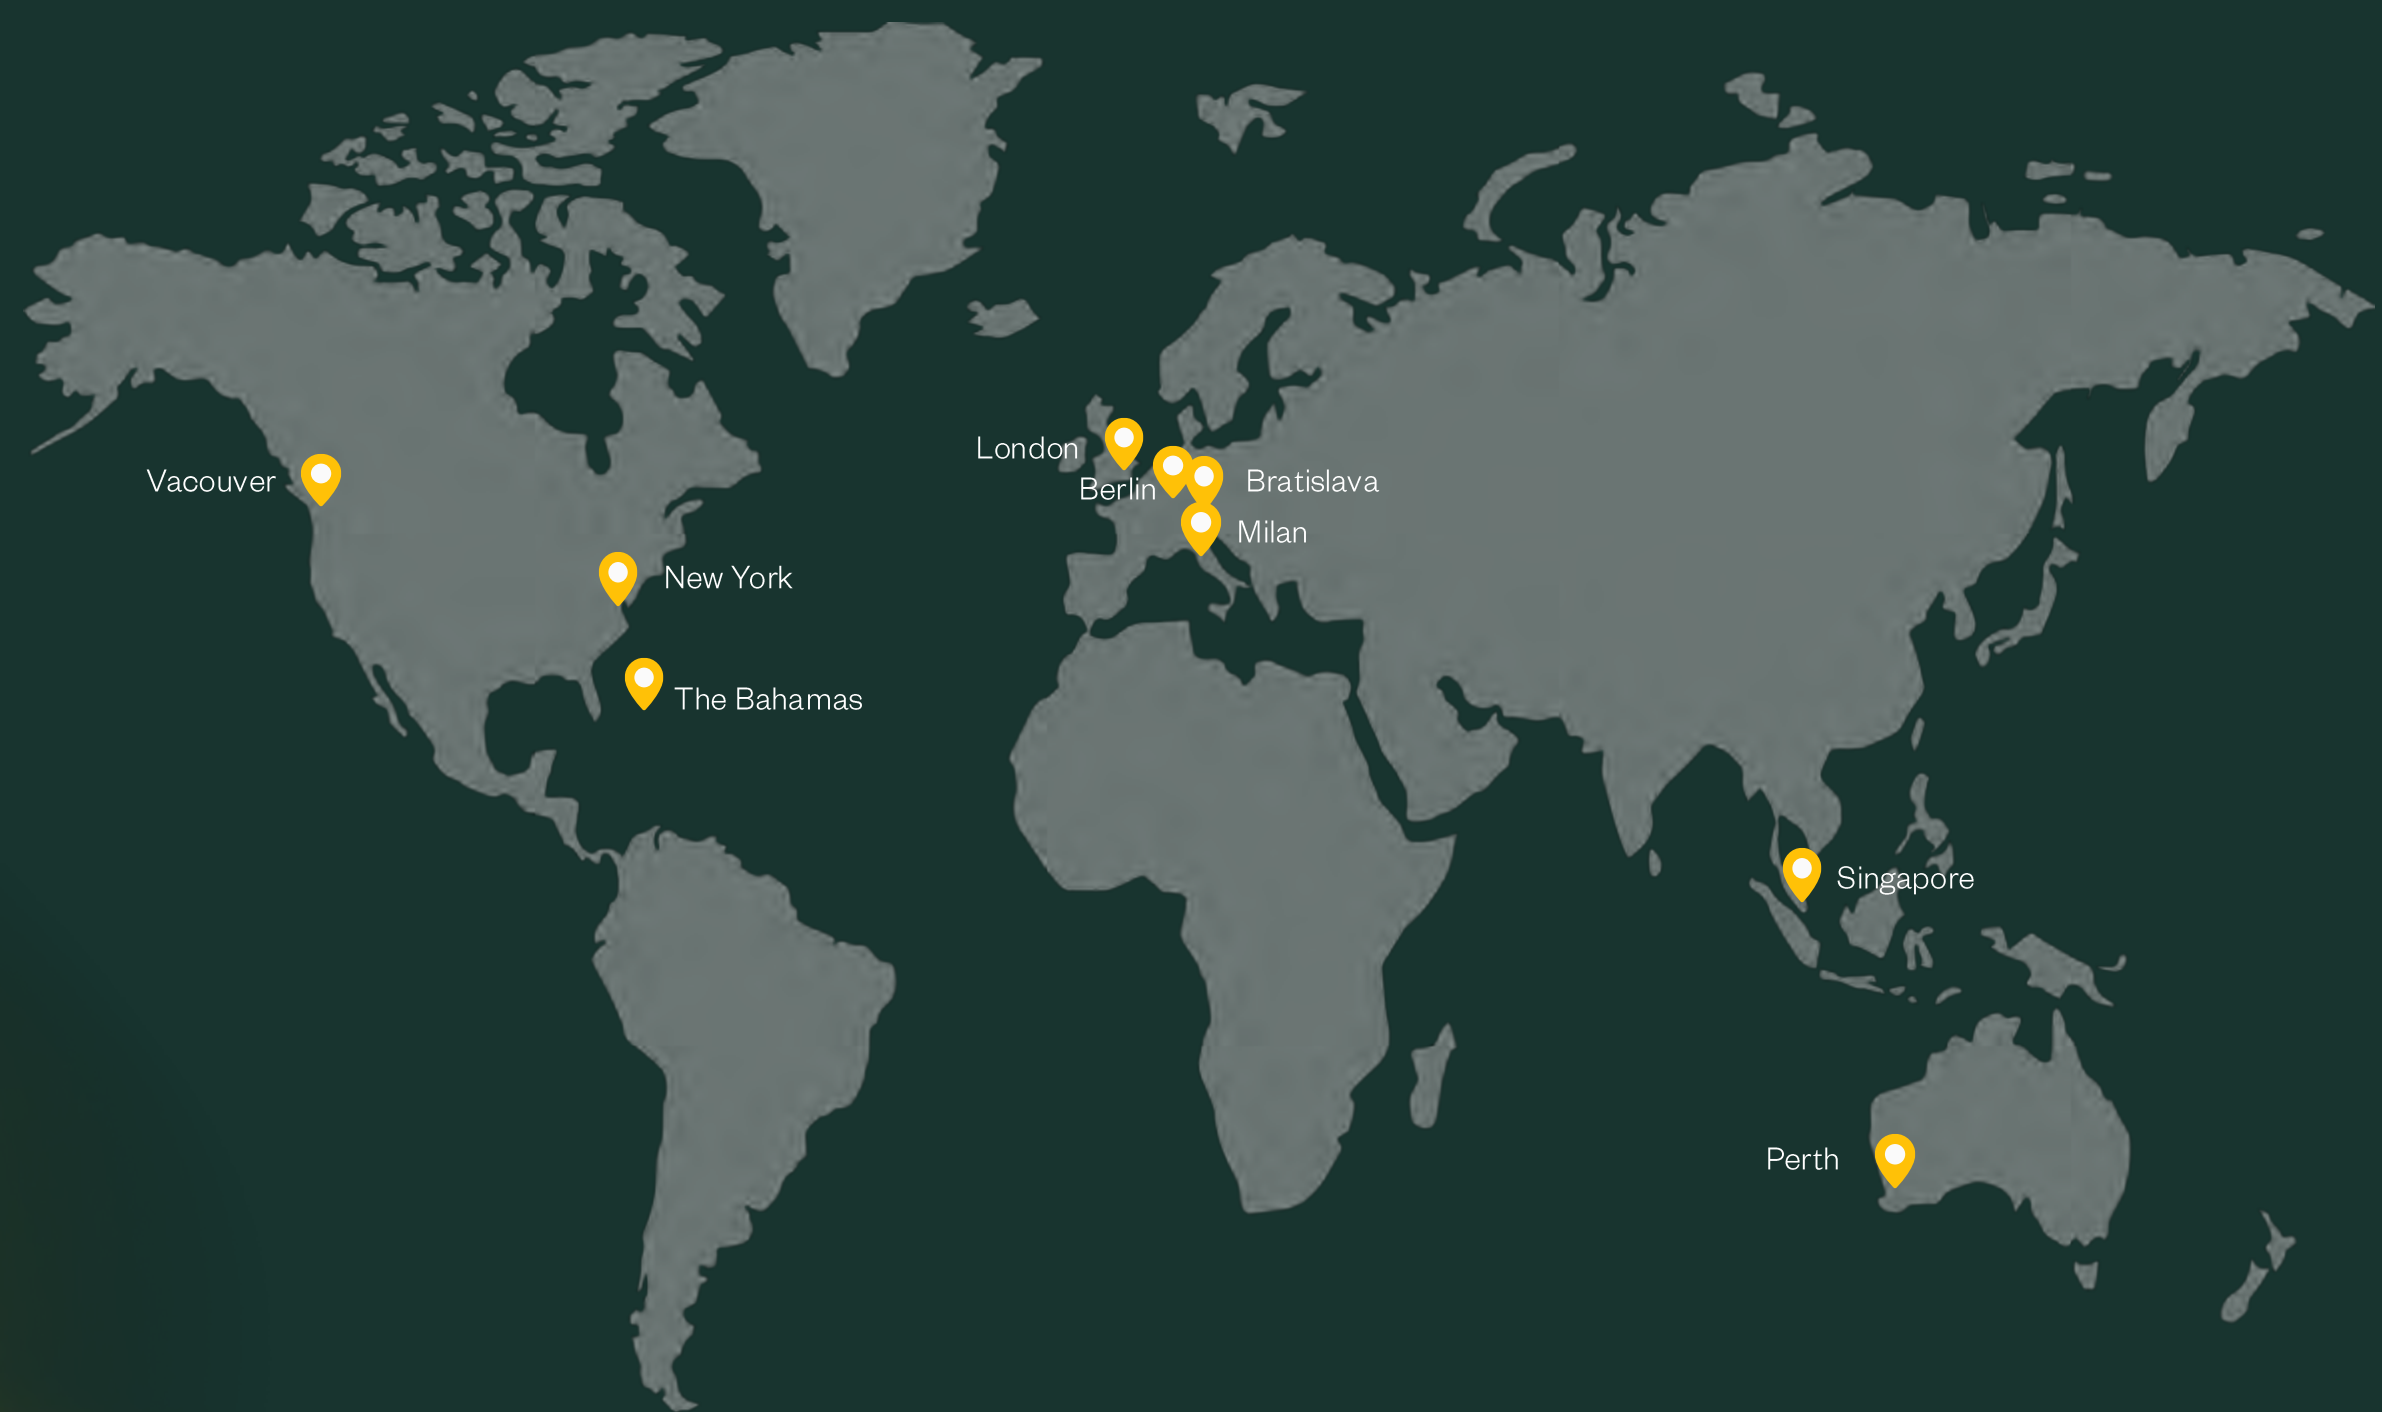 London
Vacouver
Bratislava
Berlin
Milan
New York
The Bahamas
Singapore
Perth